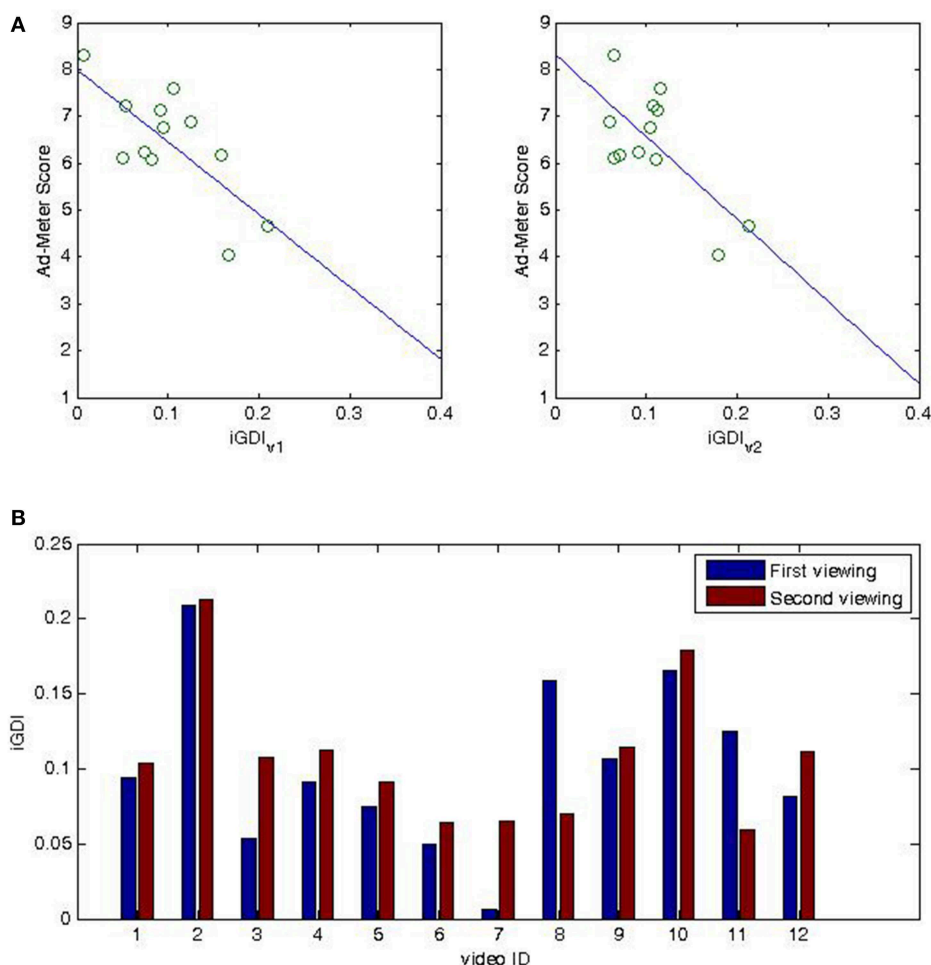 A
9
8
7
6
5
4
3
2
1
Ad-Meter Score
0 0.1 0.2 0.3 0.4
iGDI_v1
9
8
7
6
5
4
3
2
1
Ad-Meter Score
0 0.1 0.2 0.3 0.4
iGDI_v2
B
0.25
0.2
0.15
0.1
0.05
0
iGDI
First viewing
Second viewing
1 2 3 4 5 6 7 8 9 10 11 12
video ID